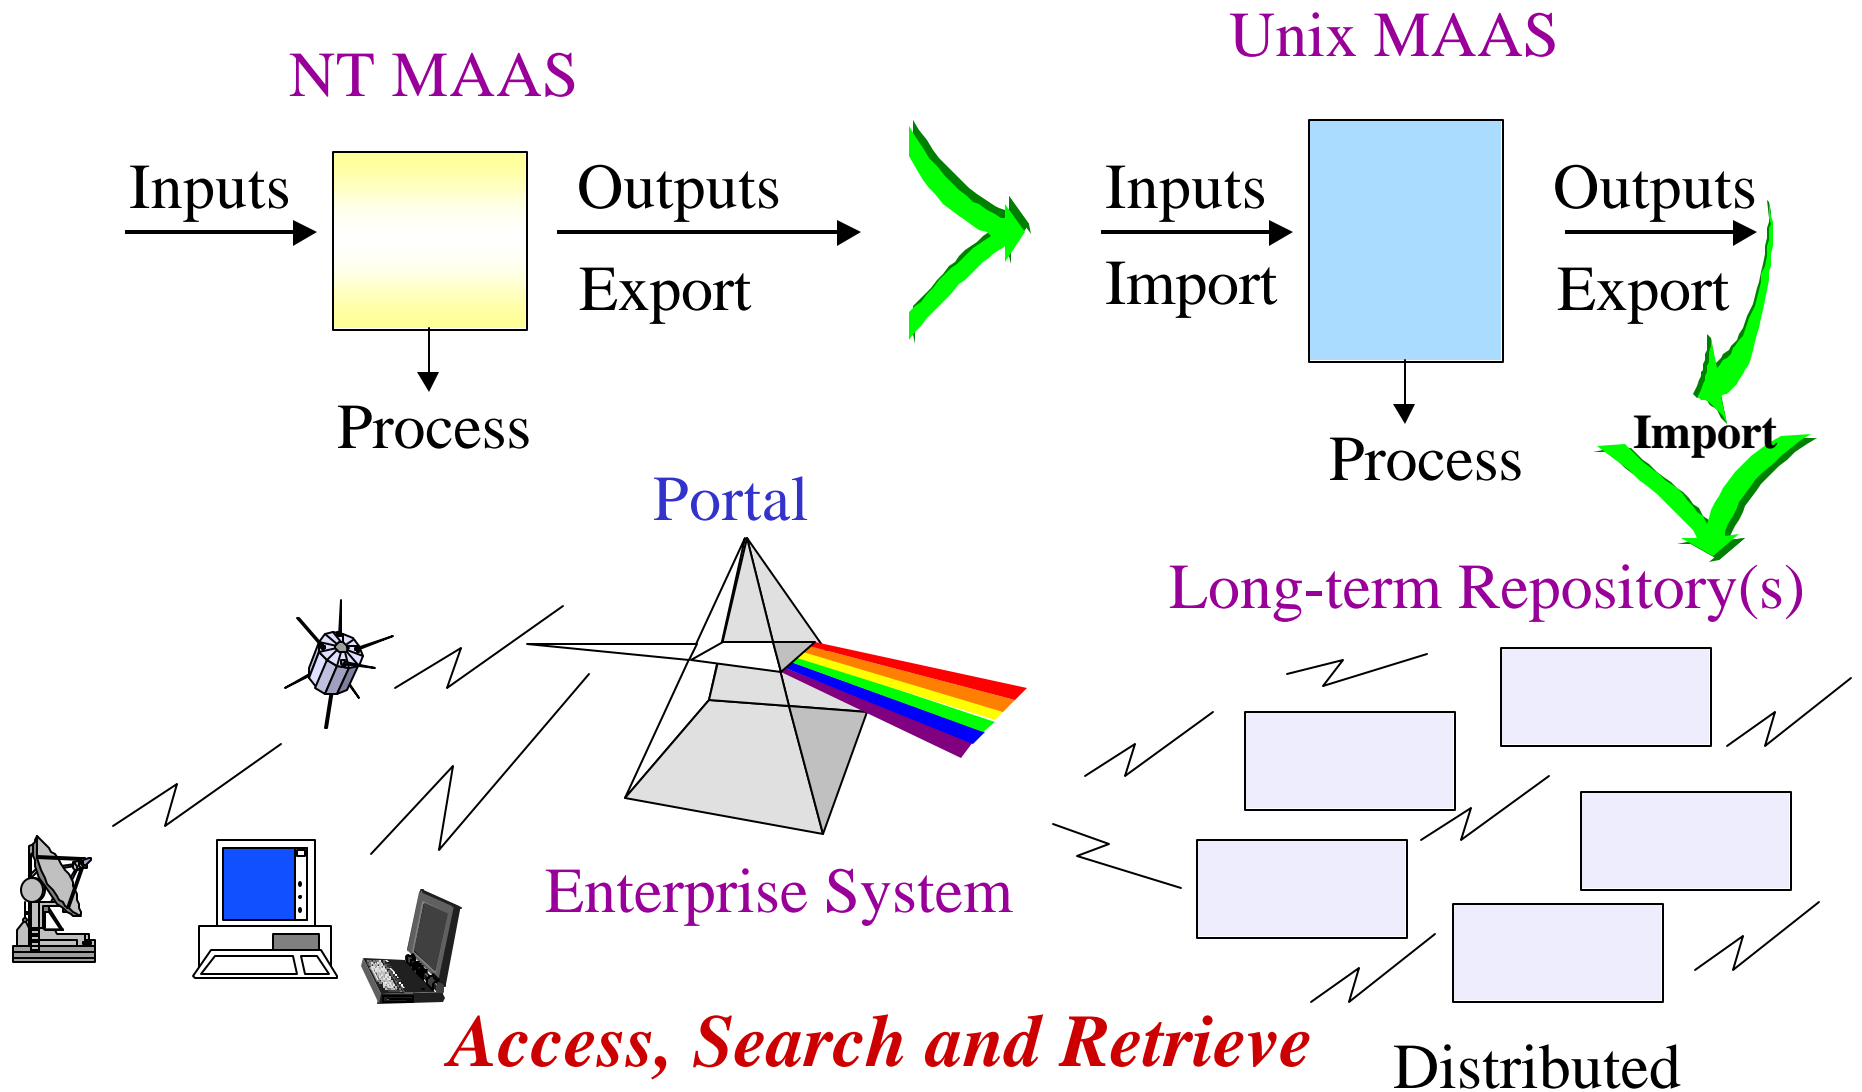 NT MAAS
Unix MAAS
Inputs
Outputs
Export
Process
Inputs
Import
Outputs
Export
Process
Import
Portal
Long-term Repository(s)
Enterprise System
Access, Search and Retrieve
Distributed